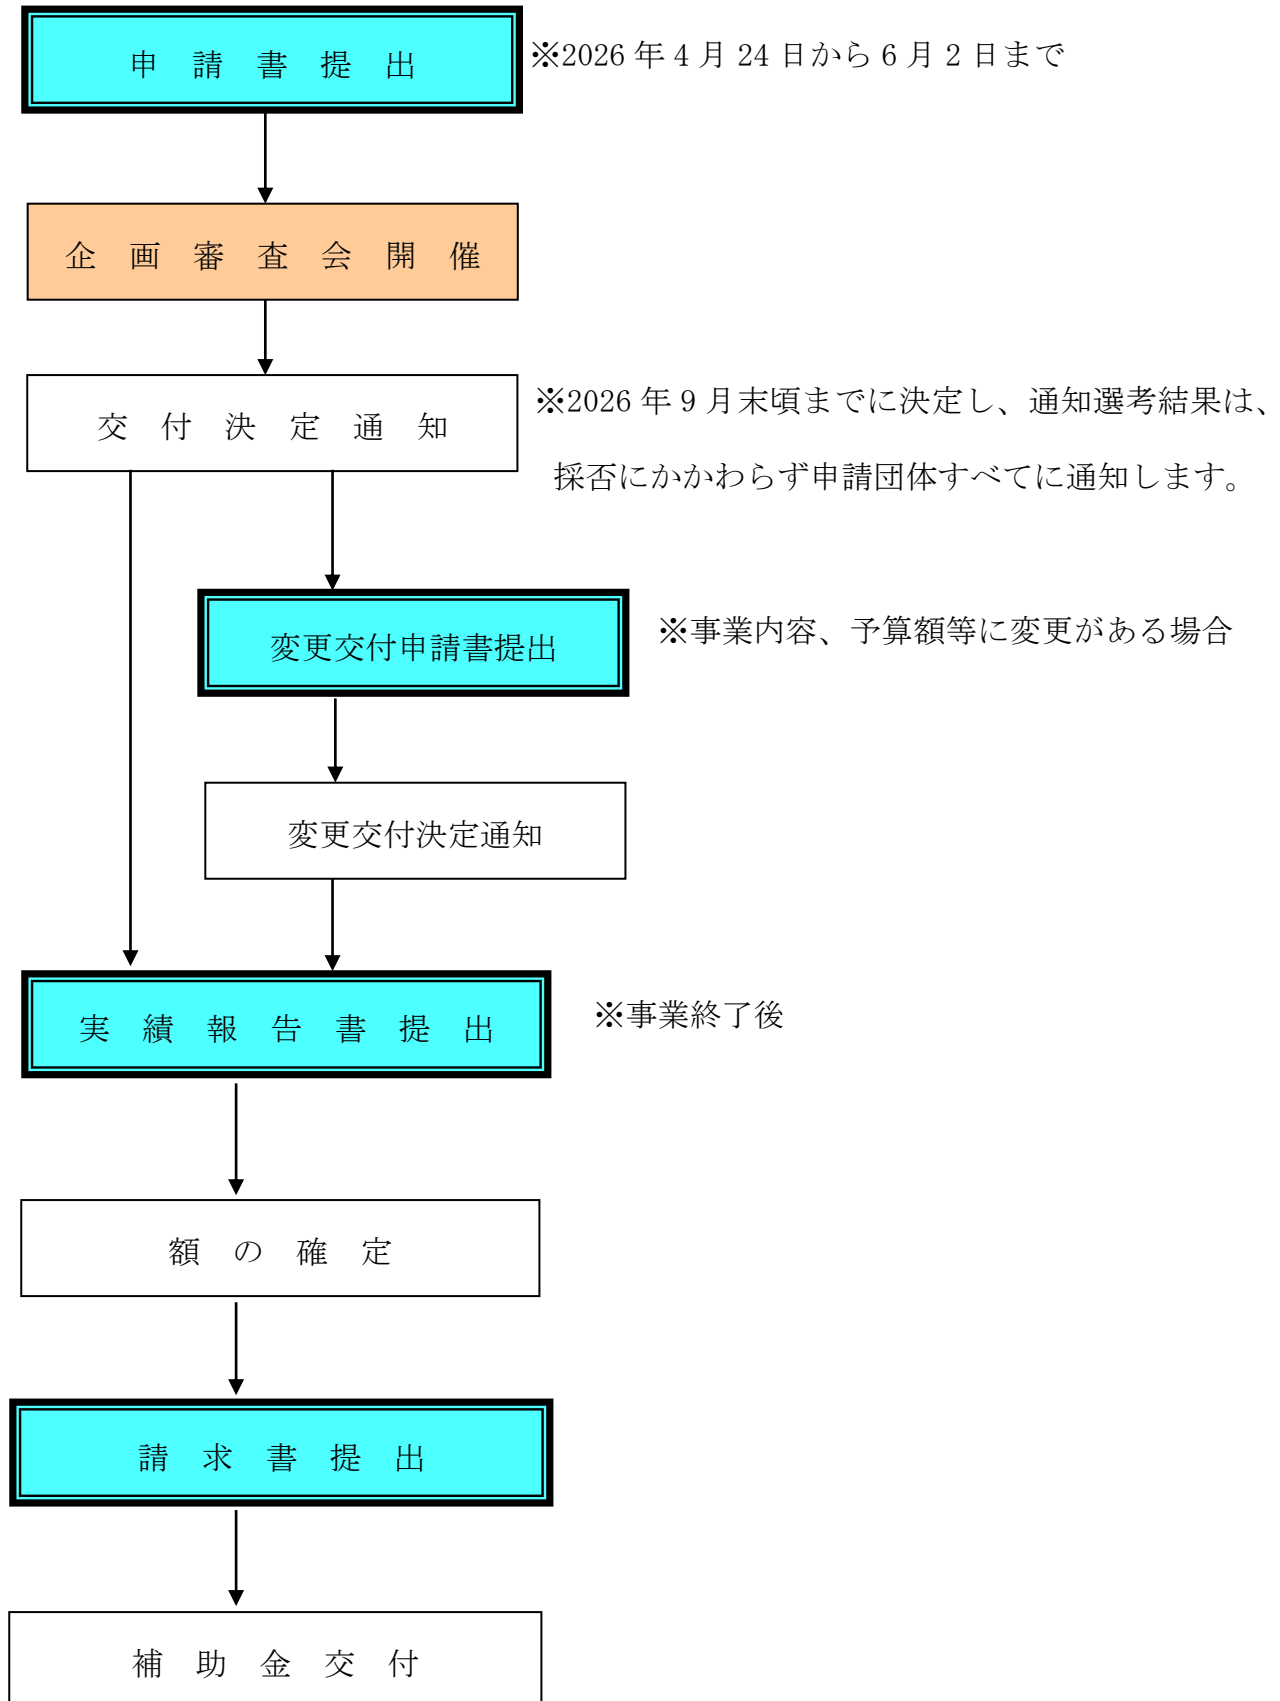 申請書提出
※2026年4月24日から6月2日まで
企画審査会開催
交付決定通知
※2026年9月末頃までに決定し、通知選考結果は、
採否にかかわらず申請団体すべてに通知します。
変更交付申請書提出
※事業内容、予算額等に変更がある場合
変更交付決定通知
実績報告書提出
※事業終了後
額の確定
請求書提出
補助金交付